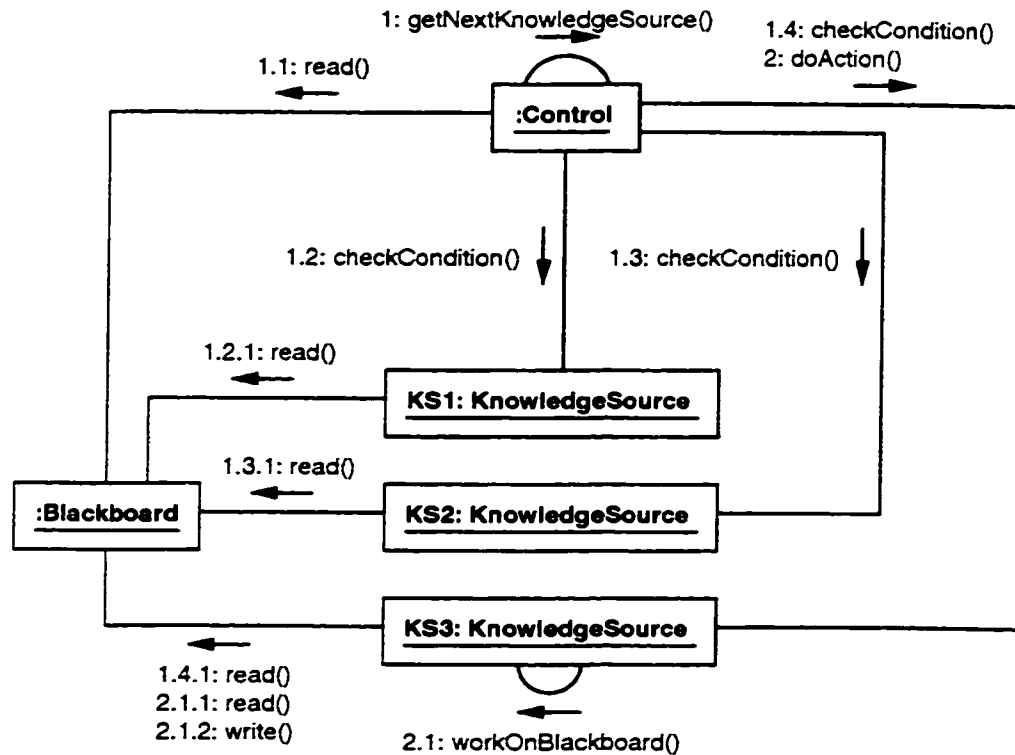 1: getNextKnowledgeSource()
1.4: checkCondition()
2: doAction()
1.1: read()
:Control
1.2: checkCondition()
1.3: checkCondition()
1.2.1: read()
KS1: KnowledgeSource
1.3.1: read()
:Blackboard
KS2: KnowledgeSource
KS3: KnowledgeSource
1.4.1: read()
2.1.1: read()
2.1.2: write()
2.1: workOnBlackboard()